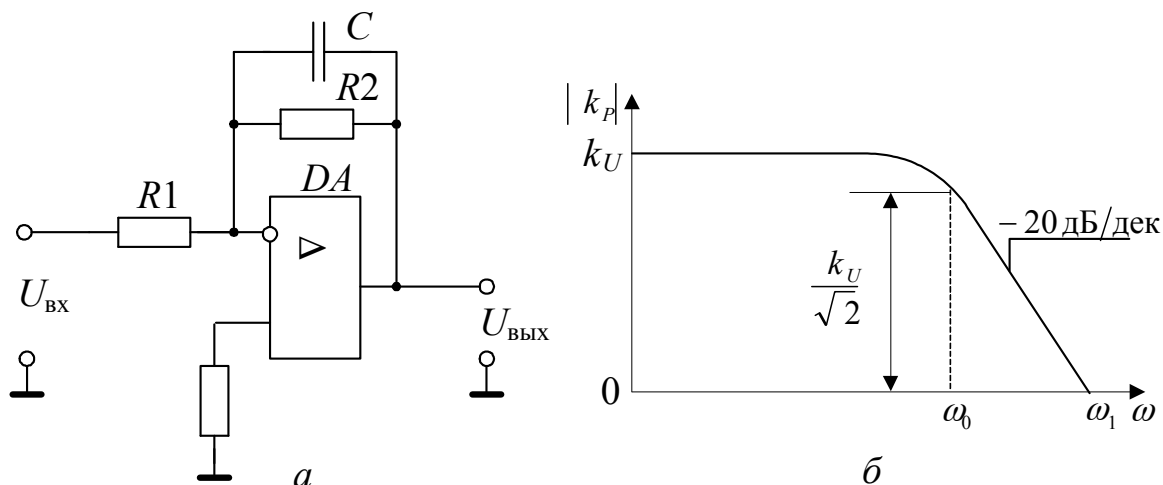 C
R2
DA
R1
▷
U_вх
U_вых
а
| k_P |
k_U
− 20 дБ/дек
k_U
√2
0
ω_0
ω_1
ω
б